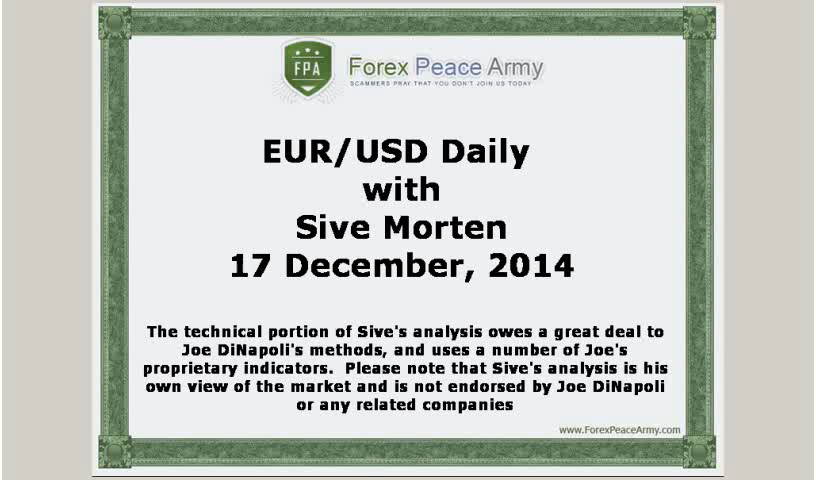 FPA
Forex Peace Army
SCAMMERS PRAY THAT YOU DON'T JOIN US TODAY
EUR/USD Daily
with
Sive Morten
17 December, 2014
The technical portion of Sive's analysis owes a great deal to
Joe DiNapoli's methods, and uses a number of Joe's
proprietary indicators.  Please note that Sive's analysis is his
own view of the market and is not endorsed by Joe DiNapoli
or any related companies
www.ForexPeaceArmy.com